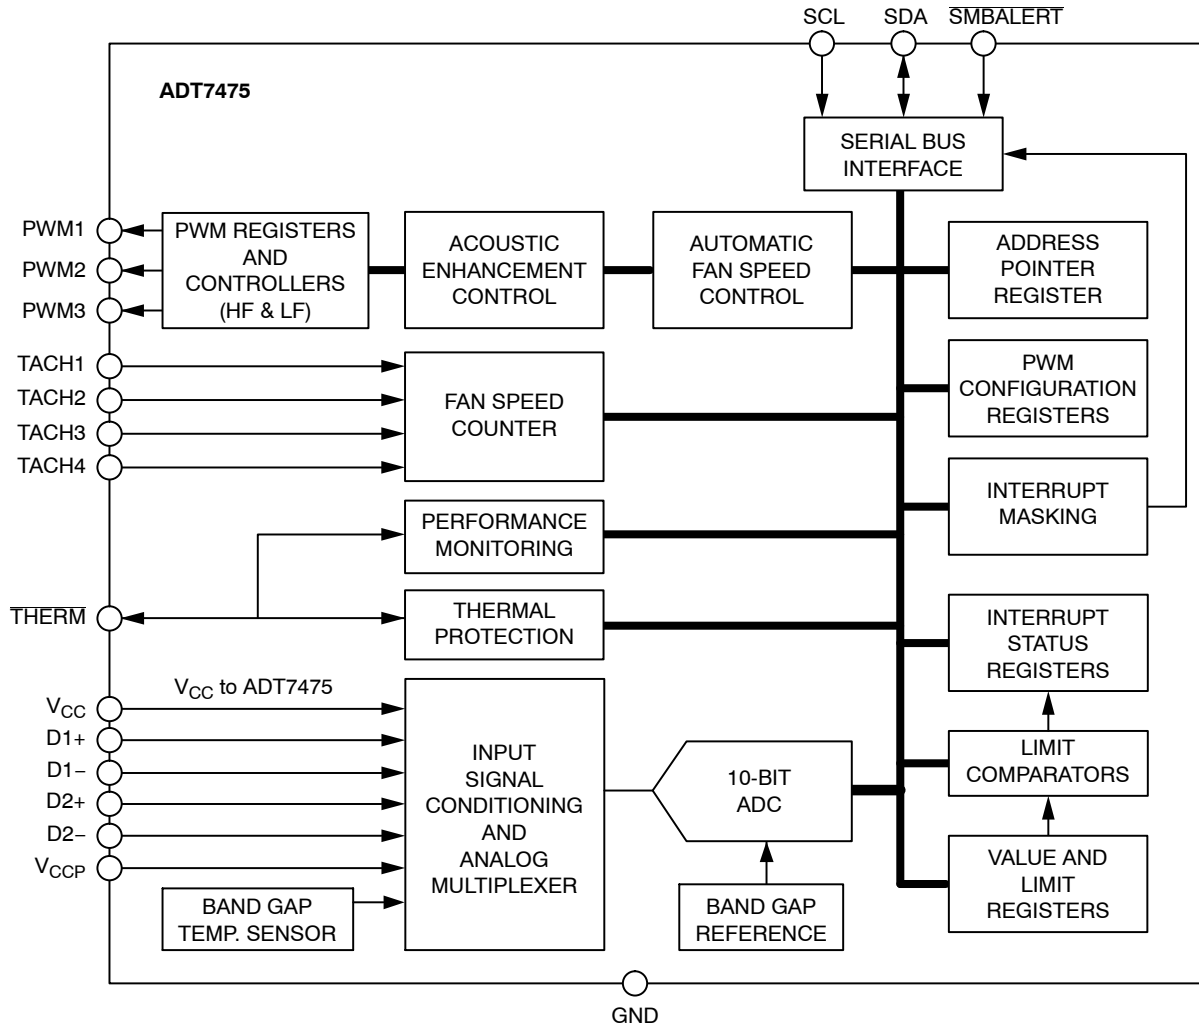 SCL SDA SMBALERT
ADT7475
SERIAL BUS
INTERFACE
PWM1
PWM2
PWM3
PWM REGISTERS
AND
CONTROLLERS
(HF & LF)
ACOUSTIC
ENHANCEMENT
CONTROL
AUTOMATIC
FAN SPEED
CONTROL
ADDRESS
POINTER
REGISTER
TACH1
TACH2
TACH3
TACH4
FAN SPEED
COUNTER
PWM
CONFIGURATION
REGISTERS
INTERRUPT
MASKING
PERFORMANCE
MONITORING
THERM
THERMAL
PROTECTION
INTERRUPT
STATUS
REGISTERS
VCC to ADT7475
VCC
D1+
D1−
D2+
D2−
VCCP
INPUT
SIGNAL
CONDITIONING
AND
ANALOG
MULTIPLEXER
10-BIT
ADC
LIMIT
COMPARATORS
VALUE AND
LIMIT
REGISTERS
BAND GAP
TEMP. SENSOR
BAND GAP
REFERENCE
GND